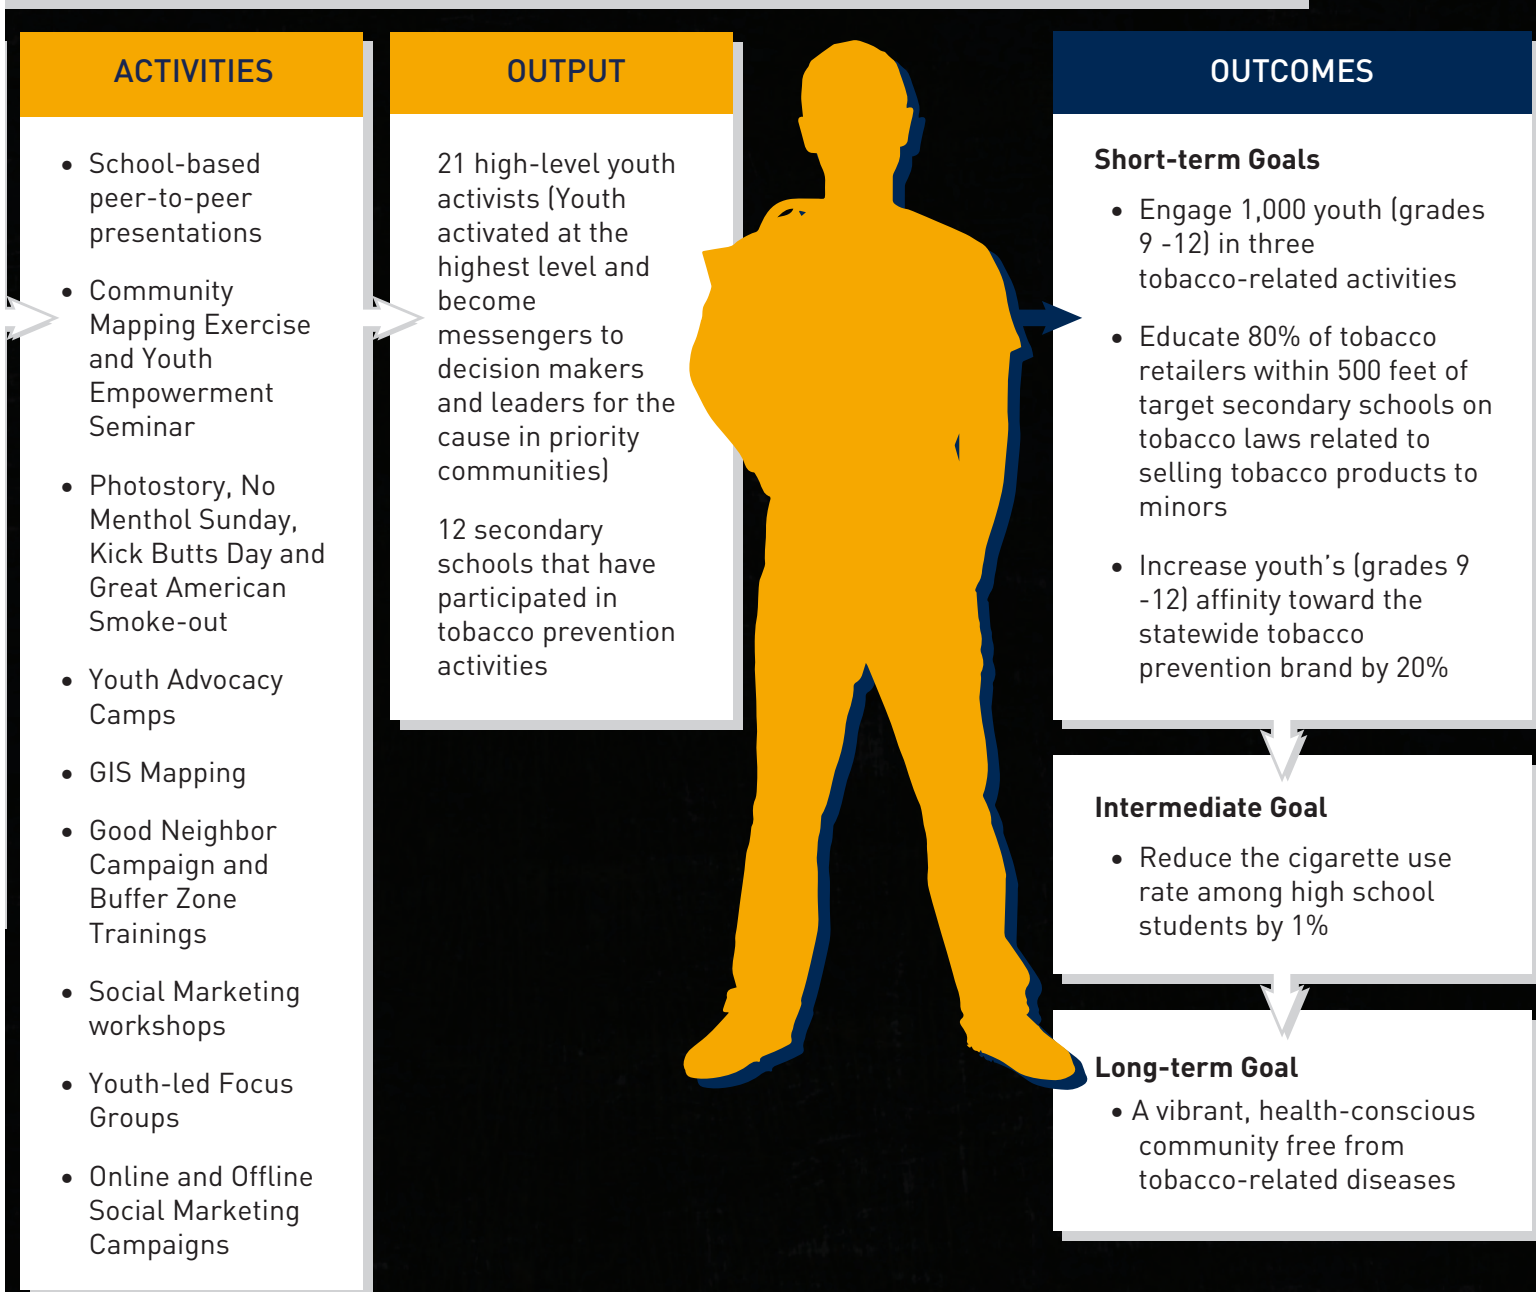 ACTIVITIES
• School-based
peer-to-peer
presentations
• Community
Mapping Exercise
and Youth
Empowerment
Seminar
• Photostory, No
Menthol Sunday,
Kick Butts Day and
Great American
Smoke-out
• Youth Advocacy
Camps
• GIS Mapping
• Good Neighbor
Campaign and
Buffer Zone
Trainings
• Social Marketing
workshops
• Youth-led Focus
Groups
• Online and Offline
Social Marketing
Campaigns
OUTPUT
21 high-level youth
activists (Youth
activated at the
highest level and
become
messengers to
decision makers
and leaders for the
cause in priority
communities)
12 secondary
schools that have
participated in
tobacco prevention
activities
OUTCOMES
Short-term Goals
• Engage 1,000 youth (grades
9 -12) in three
tobacco-related activities
• Educate 80% of tobacco
retailers within 500 feet of
target secondary schools on
tobacco laws related to
selling tobacco products to
minors
• Increase youth's (grades 9
-12) affinity toward the
statewide tobacco
prevention brand by 20%
Intermediate Goal
• Reduce the cigarette use
rate among high school
students by 1%
Long-term Goal
• A vibrant, health-conscious
community free from
tobacco-related diseases